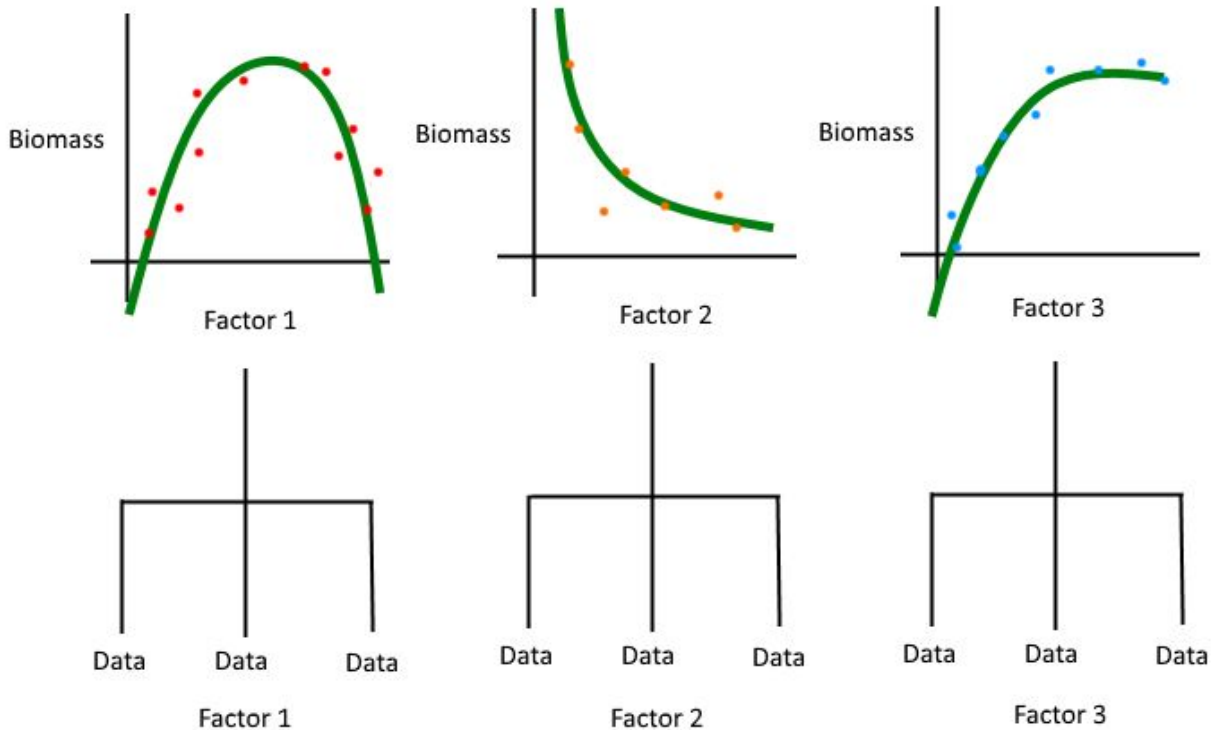 Biomass
Factor 1
Biomass
Factor 2
Biomass
Factor 3
Data Data Data
Factor 1
Data Data Data
Factor 2
Data Data Data
Factor 3